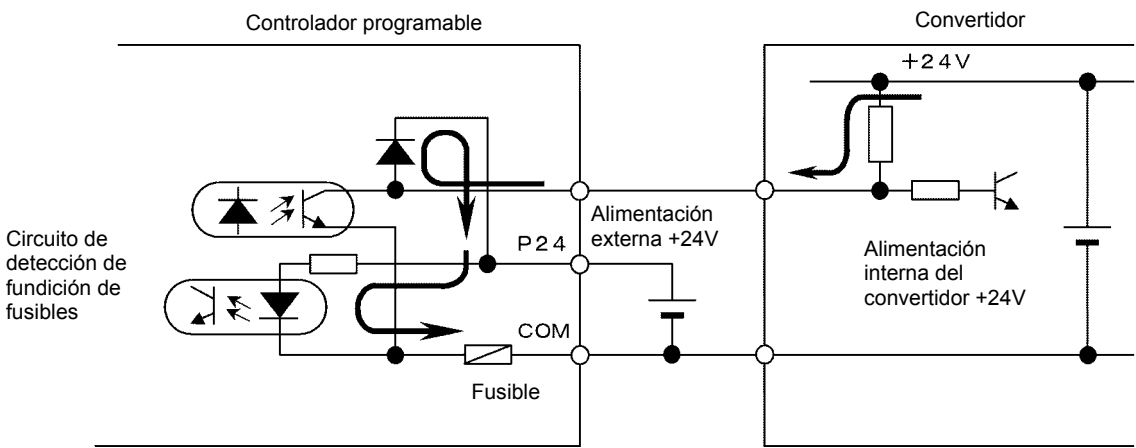 Controlador programable
Convertidor
+24V
Alimentación
externa +24V
P24
Circuito de
detección de
fundición de
fusibles
Alimentación
interna del
convertidor +24V
COM
Fusible